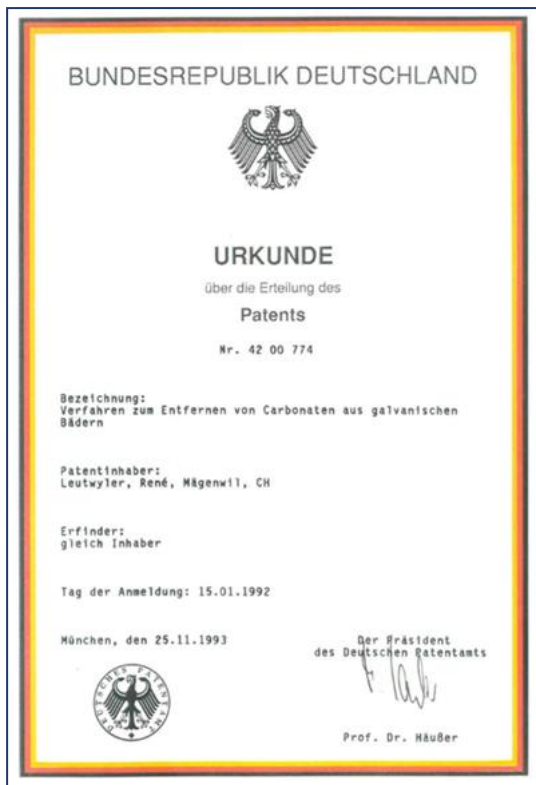 BUNDESREPUBLIK DEUTSCHLAND
URKUNDE
über die Erteilung des
Patents
Nr. 42 00 774
Bezeichnung:
Verfahren zum Entfernen von Carbonaten aus galvanischen
Bädern
Patentinhaber:
Leutwyler, René, Mägenwil, CH
Erfinder:
gleich Inhaber
Tag der Anmeldung: 15.01.1992
München, den 25.11.1993
Der Präsident
des Deutschen Patentamts
DEUTSCHES PATENTAMT
Prof. Dr. Häußer